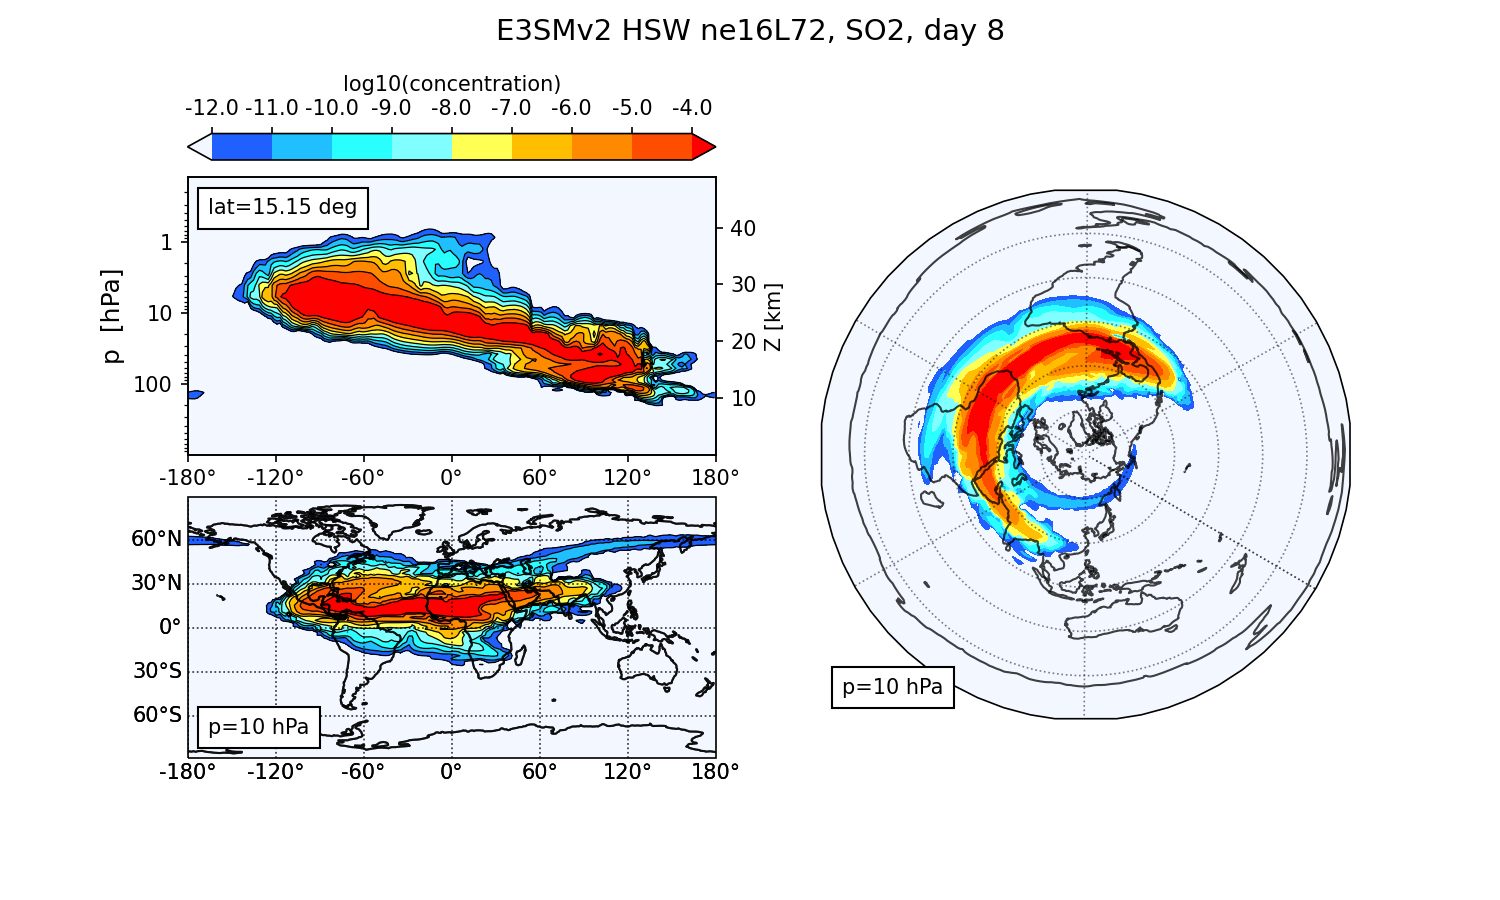 E3SMv2 HSW ne16L72, SO2, day 8
log10(concentration)
-12.0 -11.0 -10.0 -9.0 -8.0 -7.0 -6.0 -5.0 -4.0
lat=15.15 deg
1
10
100
p [hPa]
40
30
20
10
Z [km]
-180° -120° -60° 0° 60° 120° 180°
60°N
30°N
0°
30°S
60°S
p=10 hPa
-180° -120° -60° 0° 60° 120° 180°
p=10 hPa